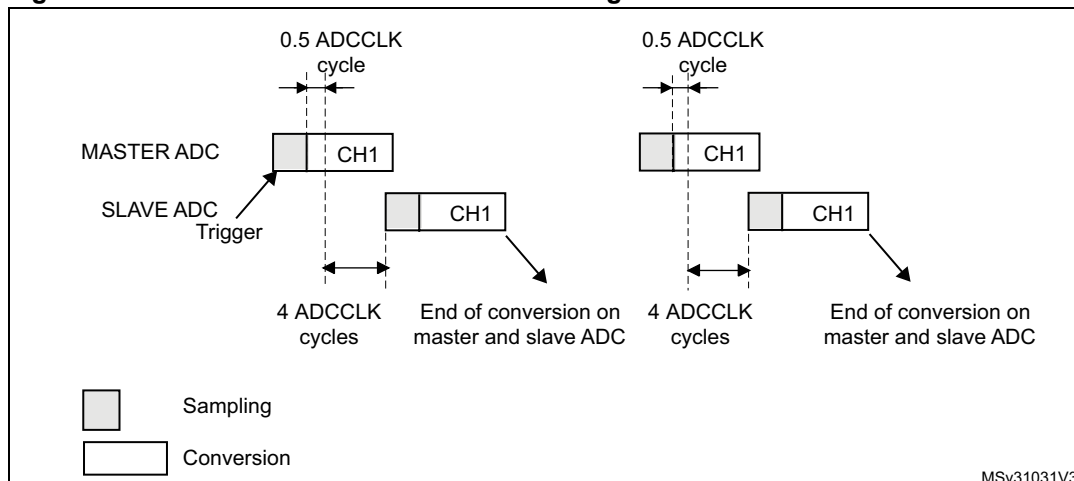 0.5 ADCCLK
cycle
0.5 ADCCLK
cycle
MASTER ADC
CH1
CH1
SLAVE ADC
CH1
CH1
Trigger
4 ADCCLK
cycles
End of conversion on
master and slave ADC
4 ADCCLK
cycles
End of conversion on
master and slave ADC
Sampling
Conversion
MSv31031V3